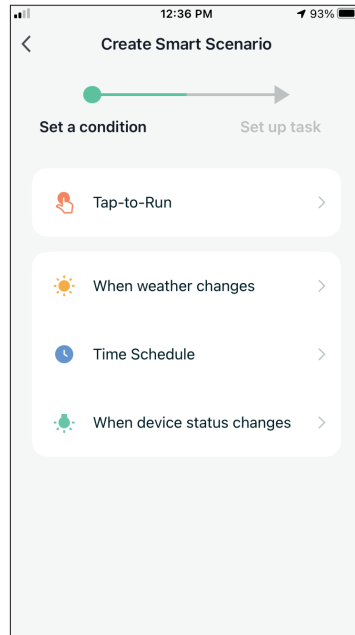 12:36 PM 93%
Create Smart Scenario
Set a condition Set up task
Tap-to-Run
When weather changes
Time Schedule
When device status changes